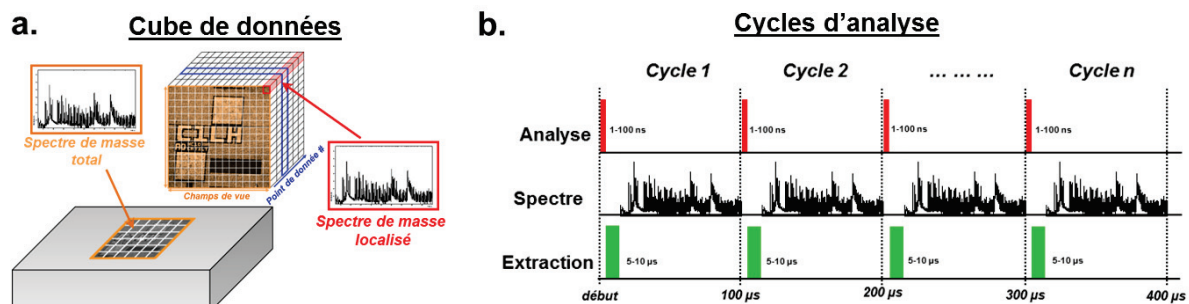 a.
Cube de données
Spectre de masse
total
Champs de vue
Point de donnée #
Spectre de masse
localisé
b.
Cycles d'analyse
Cycle 1
Cycle 2
... ... ...
Cycle n
Analyse
1-100 ns
1-100 ns
1-100 ns
1-100 ns
Spectre
Extraction
5-10 µs
5-10 µs
5-10 µs
5-10 µs
début
100 µs
200 µs
300 µs
400 µs